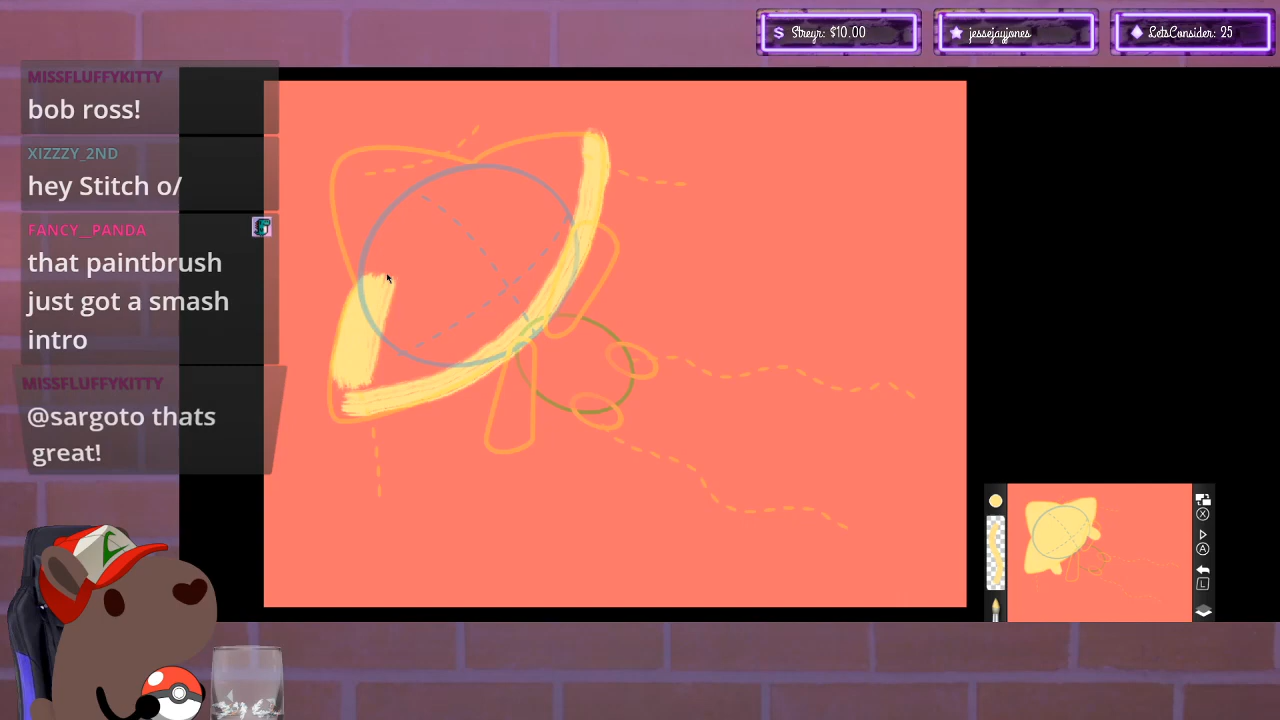 Streyr: $10.00
jessejayjones
LetsConsider: 25
MISSFLUFFYKITTY
bob ross!
XIZZZY_2ND
hey Stitch o/
FANCY__PANDA
that paintbrush
just got a smash
intro
MISSFLUFFYKITTY
@sargoto thats
great!
X
A
L